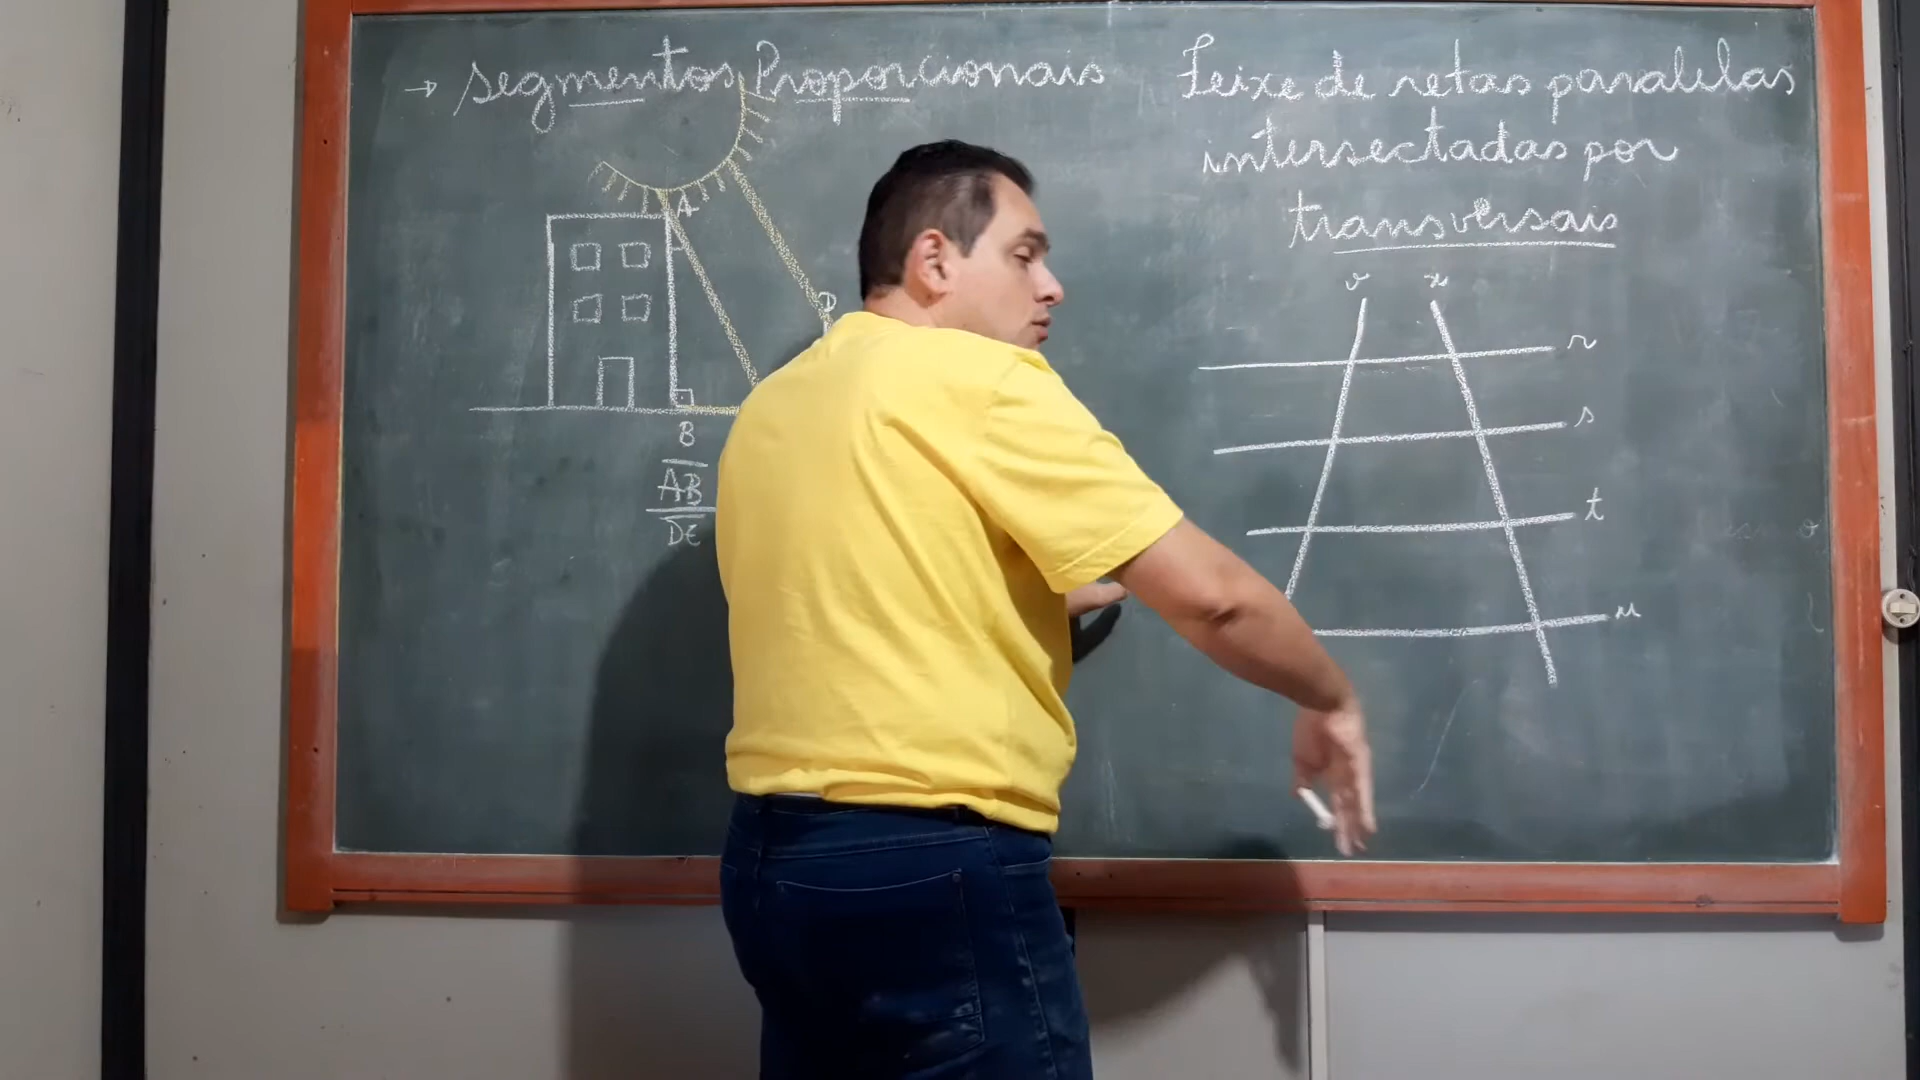 → Segmentos Proporcionais
A
D
B
AB
DE
Feixe de retas paralelas
intersectadas por
transversais
v x
r
s
t
u